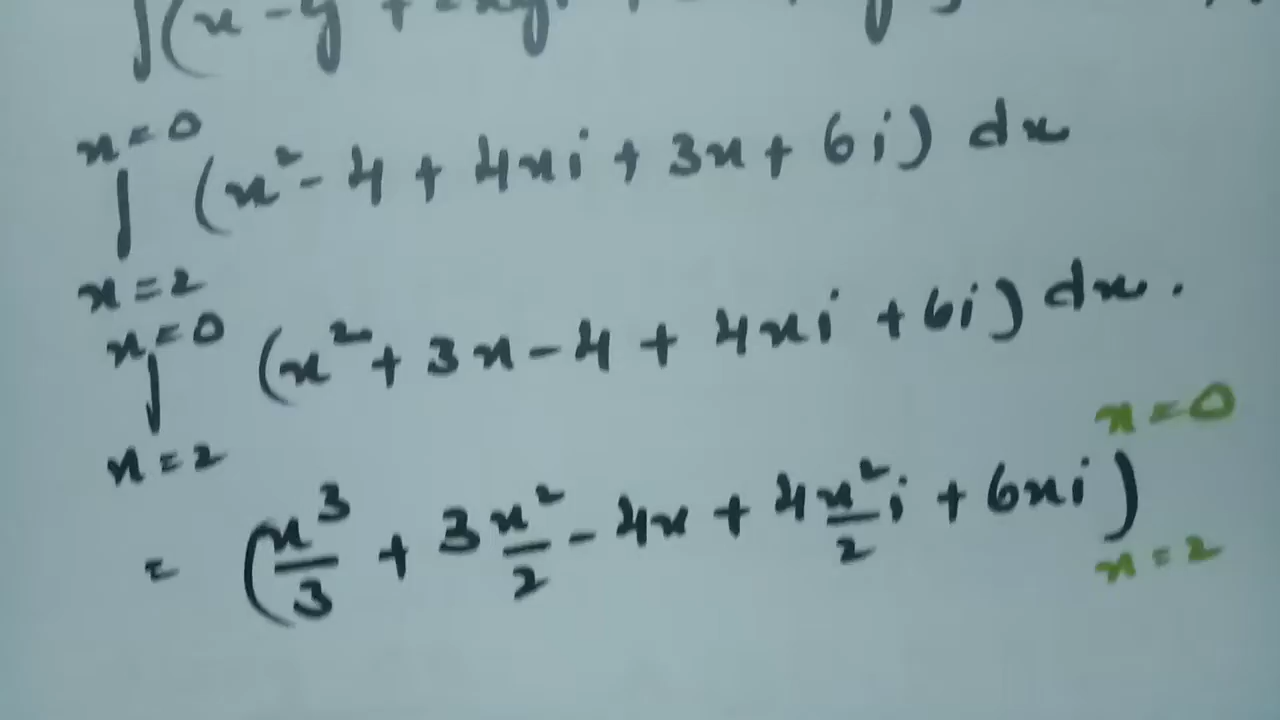 ∫(x - y +
x=0
∫ (x² - 4 + 4xi + 3x + 6i) dx
x=2
x=0
∫ (x² + 3x - 4 + 4xi + 6i) dx.
x=2
x=0
= (x³/3 + 3x²/2 - 4x + 4x²/2 i + 6xi)
x=2